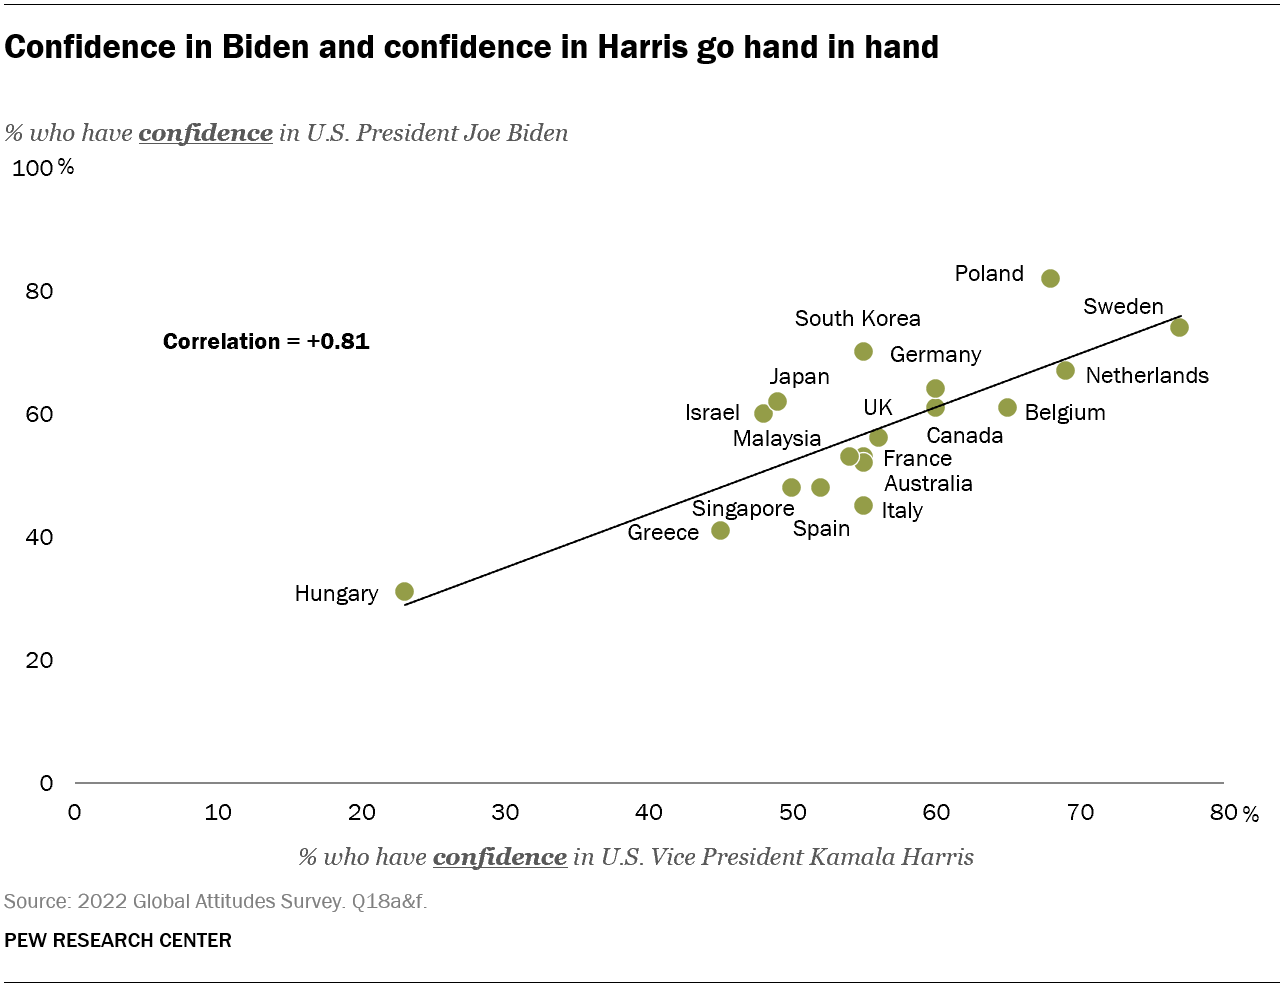 Confidence in Biden and confidence in Harris go hand in hand
% who have confidence in U.S. President Joe Biden
100 %
Poland
80
Sweden
South Korea
Correlation = +0.81
Germany
Japan
Netherlands
60
Israel
UK
Belgium
Malaysia
Canada
France
Australia
Singapore
Italy
40
Greece
Spain
Hungary
20
0
0 10 20 30 40 50 60 70 80 %
% who have confidence in U.S. Vice President Kamala Harris
Source: 2022 Global Attitudes Survey. Q18a&f.
PEW RESEARCH CENTER